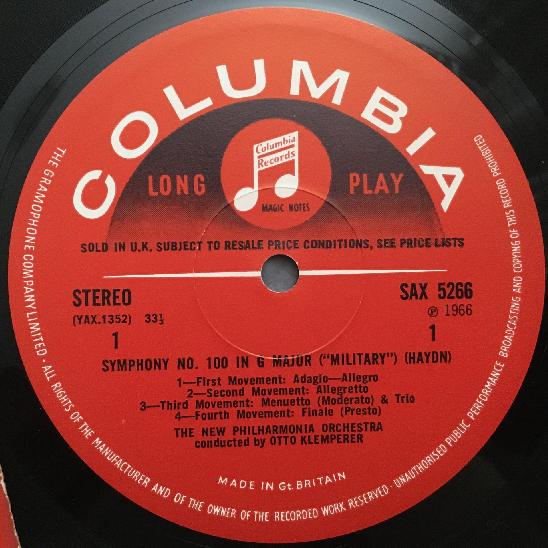 COLUMBIA
Columbia
Records
LONG PLAY
MAGIC NOTES
SOLD IN U.K. SUBJECT TO RESALE PRICE CONDITIONS, SEE PRICE LISTS
STEREO
SAX 5266
(YAX.1352) 33⅓
℗ 1966
1
1
SYMPHONY NO. 100 IN G MAJOR ("MILITARY") (HAYDN)
1—First Movement: Adagio—Allegro
2—Second Movement: Allegretto
3—Third Movement: Menuetto (Moderato) & Trio
4—Fourth Movement: Finale (Presto)
THE NEW PHILHARMONIA ORCHESTRA
conducted by OTTO KLEMPERER
MADE IN Gt. BRITAIN
THE GRAMOPHONE COMPANY LIMITED · ALL RIGHTS OF THE MANUFACTURER AND OF THE OWNER OF THE RECORDED WORK RESERVED · UNAUTHORISED PUBLIC PERFORMANCE BROADCASTING AND COPYING OF THIS RECORD PROHIBITED